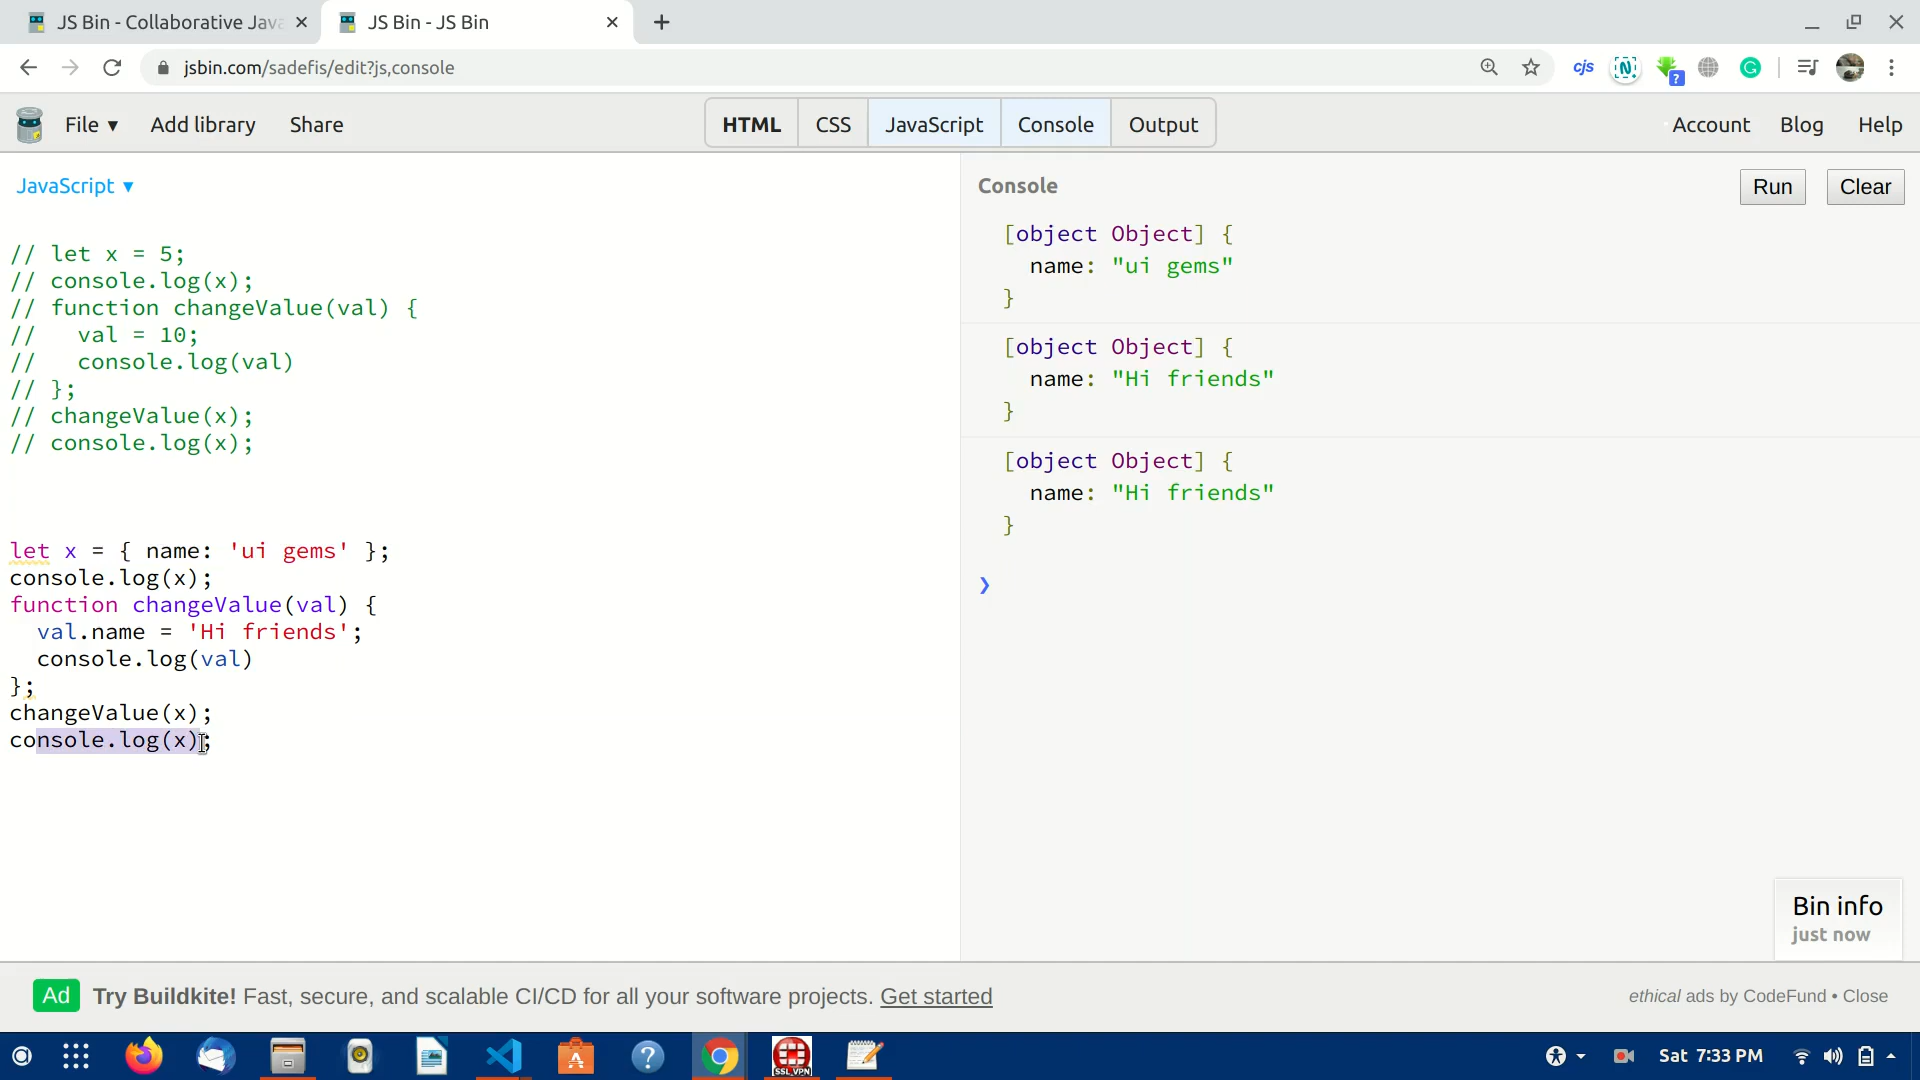 JS Bin - Collaborative Java
JS Bin - JS Bin
jsbin.com/sadefis/edit?js,console
cjs
File ▾ Add library Share
HTML CSS JavaScript Console Output
Account Blog Help
JavaScript ▾
// let x = 5;
// console.log(x);
// function changeValue(val) {
//   val = 10;
//   console.log(val)
// };
// changeValue(x);
// console.log(x);
let x = { name: 'ui gems' };
console.log(x);
function changeValue(val) {
  val.name = 'Hi friends';
  console.log(val)
};
changeValue(x);
console.log(x);
Console
Run Clear
[object Object] {
  name: "ui gems"
}
[object Object] {
  name: "Hi friends"
}
[object Object] {
  name: "Hi friends"
}
❯
Bin info
just now
Ad Try Buildkite! Fast, secure, and scalable CI/CD for all your software projects. Get started
ethical ads by CodeFund • Close
SSL VPN
Sat 7:33 PM